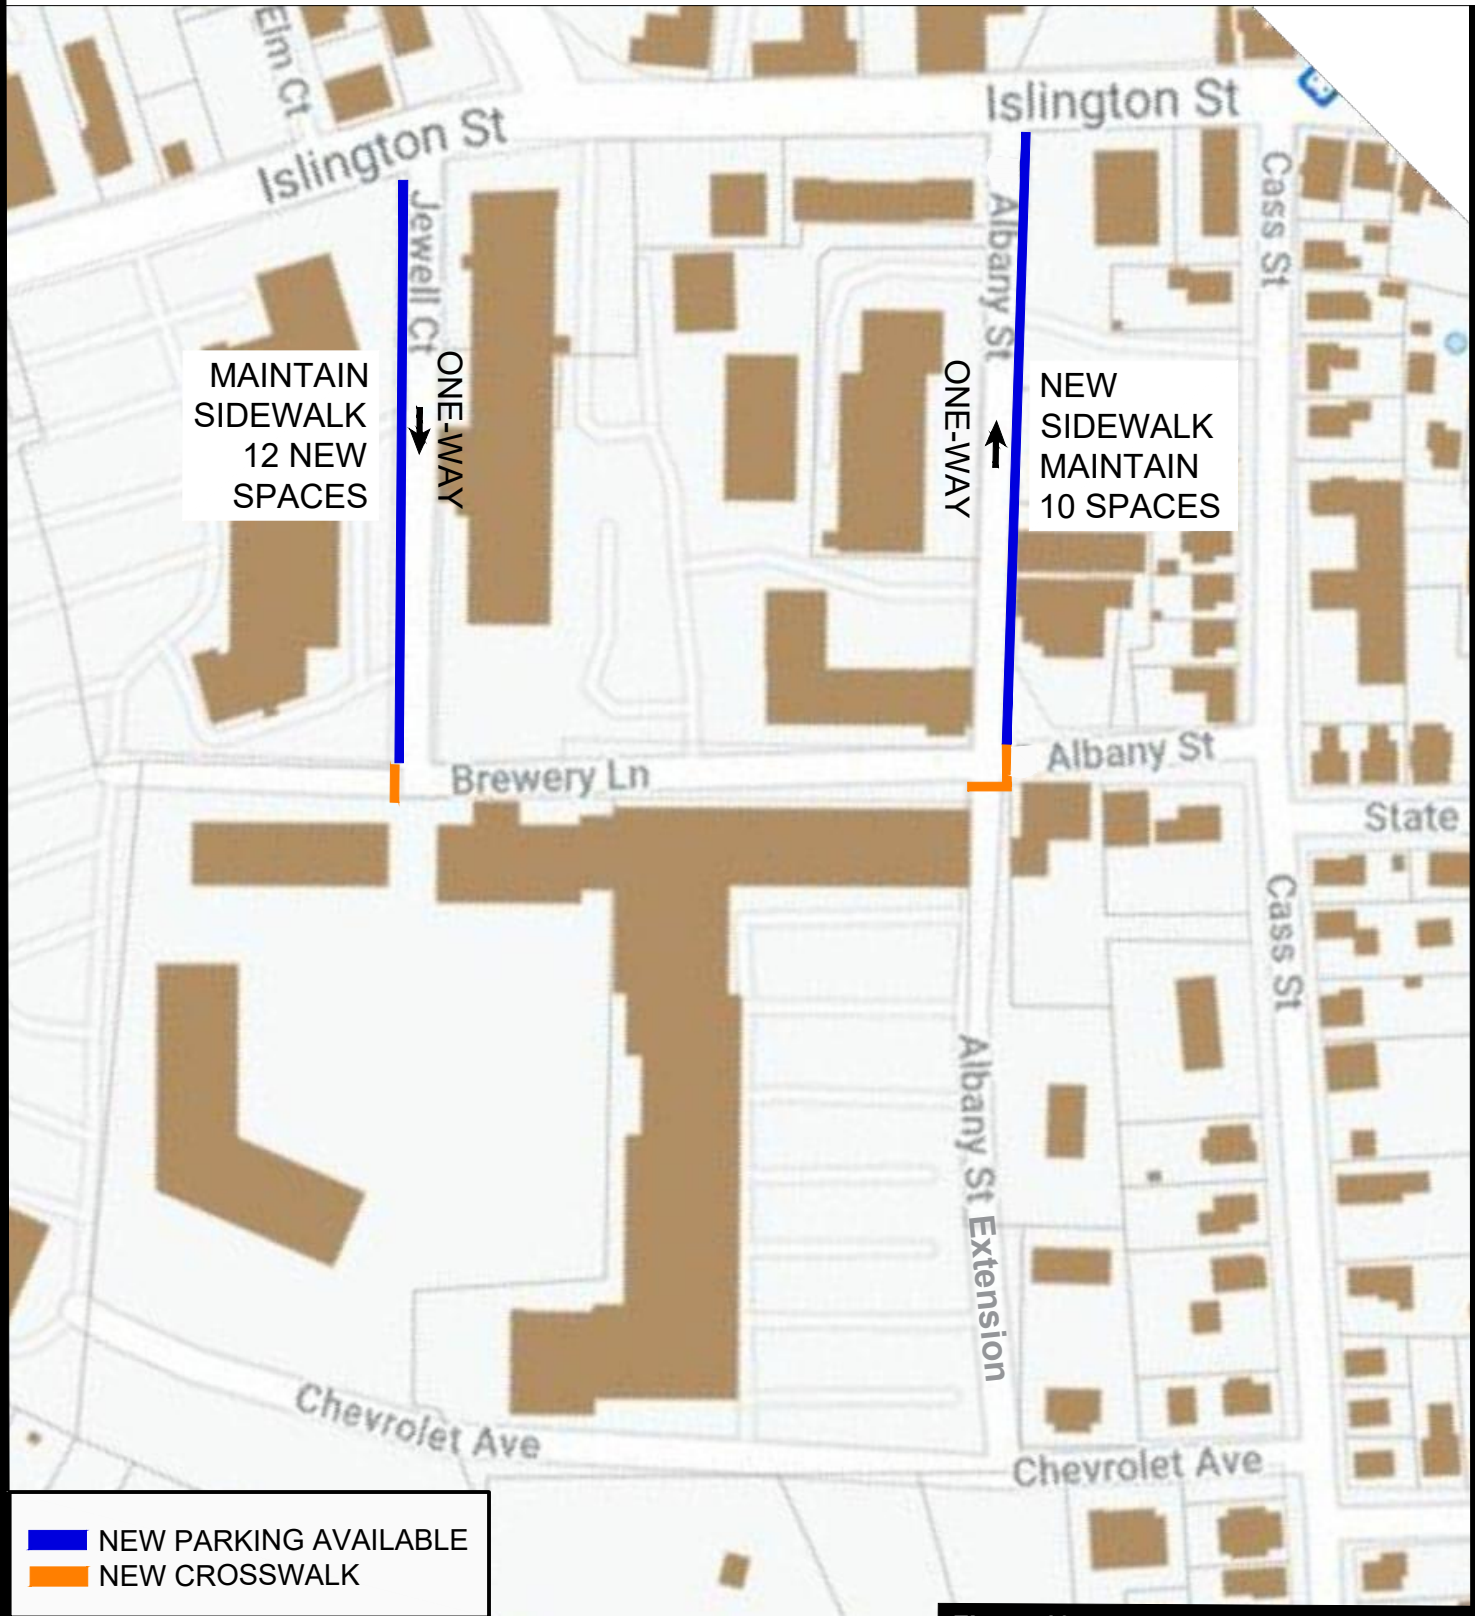 Elm Ct
Islington St
Islington St
Jewell Ct
Albany St
Cass St
MAINTAIN
SIDEWALK
12 NEW
SPACES
ONE-WAY
ONE-WAY
NEW
SIDEWALK
MAINTAIN
10 SPACES
Brewery Ln
Albany St
State
Cass St
Albany St Extension
Chevrolet Ave
Chevrolet Ave
NEW PARKING AVAILABLE
NEW CROSSWALK